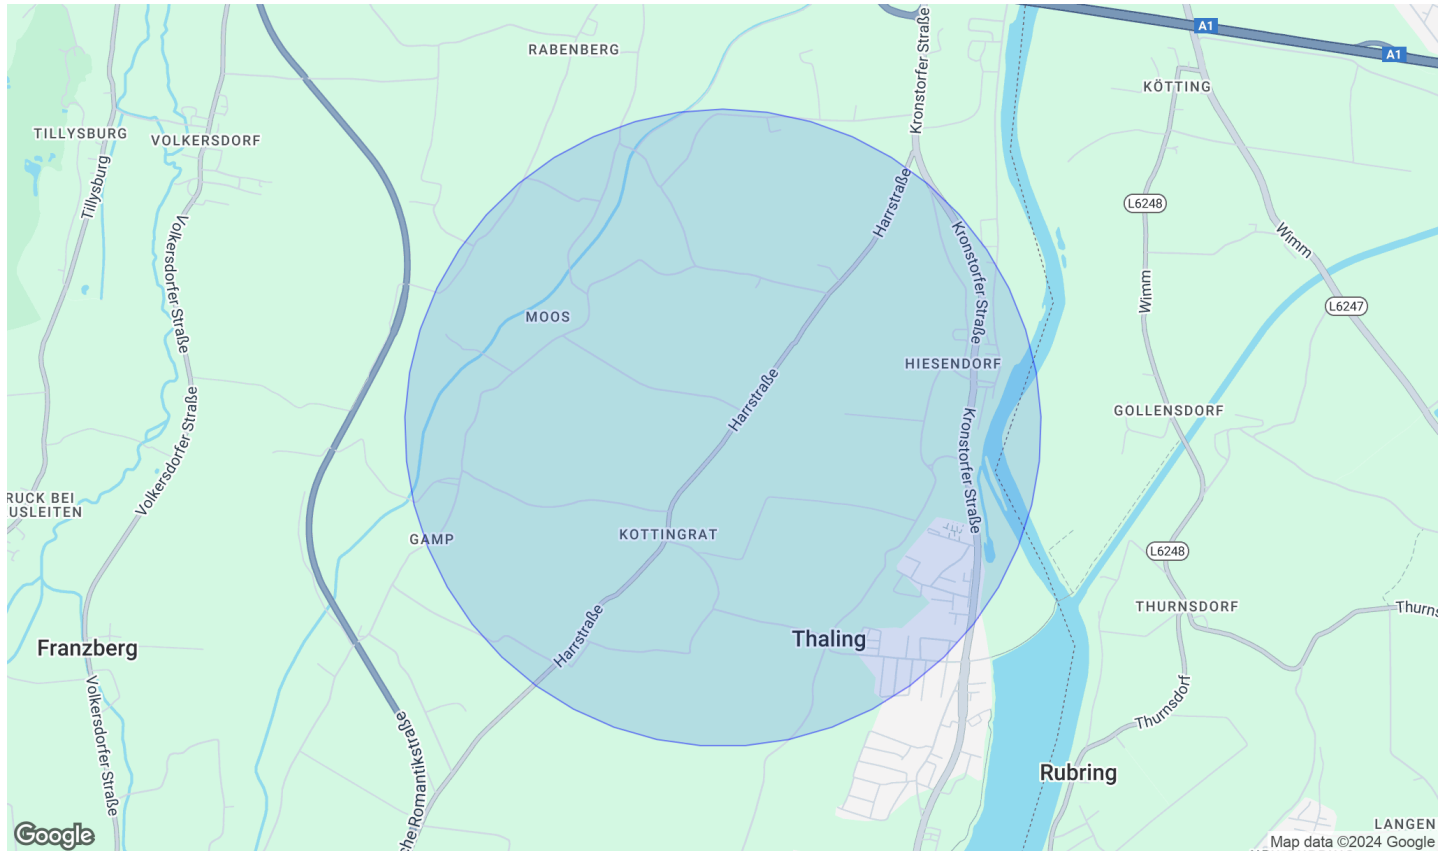 A1
A1
RABENBERG
Kronstorfer Straße
KÖTTING
TILLYSBURG
VOLKERSDORF
Tillysburg
L6248
Harrstraße
Volkersdorfer Straße
Kronstorfer Straße
Wimm
Wimm
L6247
MOOS
HIESENDORF
Harrstraße
GOLLENSDORF
Volkersdorfer Straße
Kronstorfer Straße
RUCK BEI
USLEITEN
GAMP
KOTTINGRAT
L6248
THURNSDORF
Thurns
Franzberg
Harrstraße
Thaling
Thurnsdorf
Volkersdorfer Straße
che Romantikstraße
Rubring
LANGEN
Google
Map data ©2024 Google